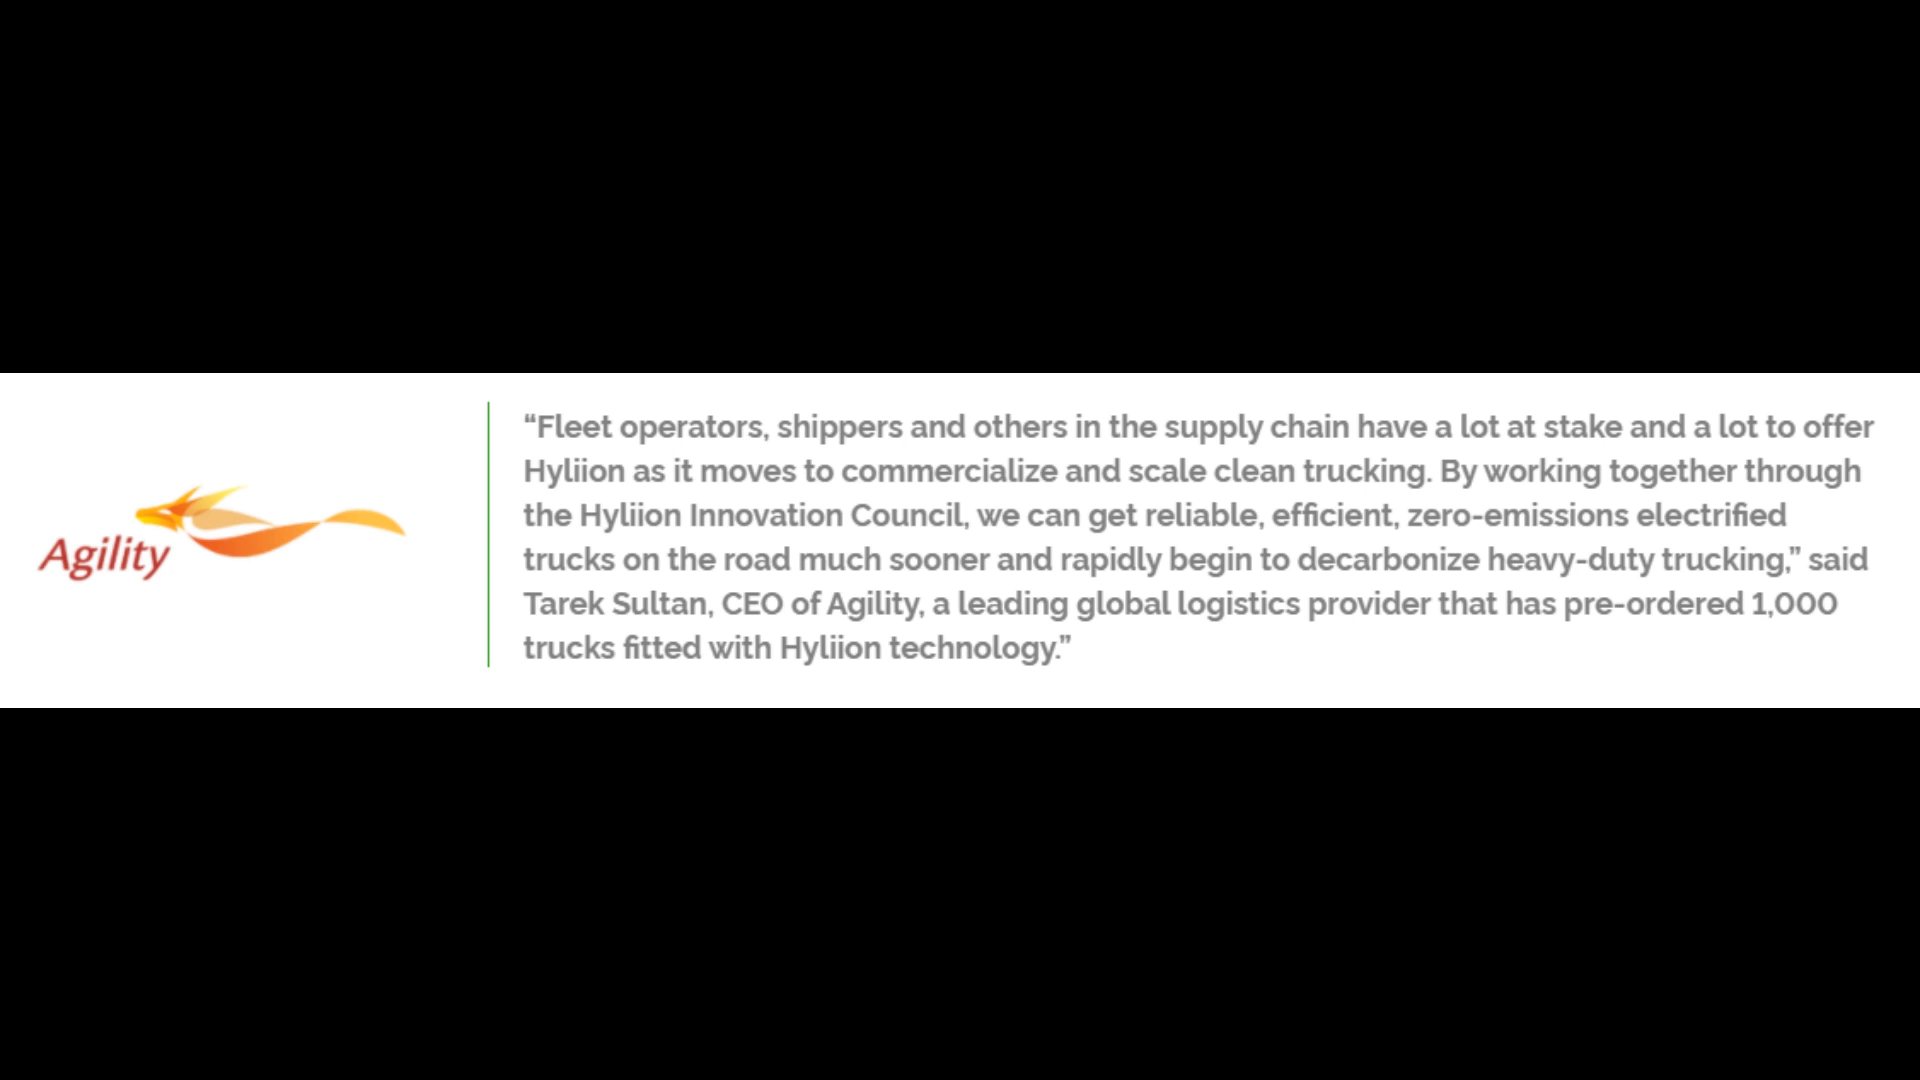 Agility
“Fleet operators, shippers and others in the supply chain have a lot at stake and a lot to offer
Hyliion as it moves to commercialize and scale clean trucking. By working together through
the Hyliion Innovation Council, we can get reliable, efficient, zero-emissions electrified
trucks on the road much sooner and rapidly begin to decarbonize heavy-duty trucking,” said
Tarek Sultan, CEO of Agility, a leading global logistics provider that has pre-ordered 1,000
trucks fitted with Hyliion technology.”